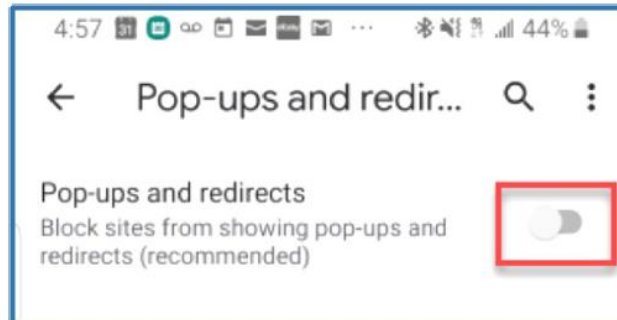 4:57 31 44%
Pop-ups and redir...
Pop-ups and redirects
Block sites from showing pop-ups and
redirects (recommended)